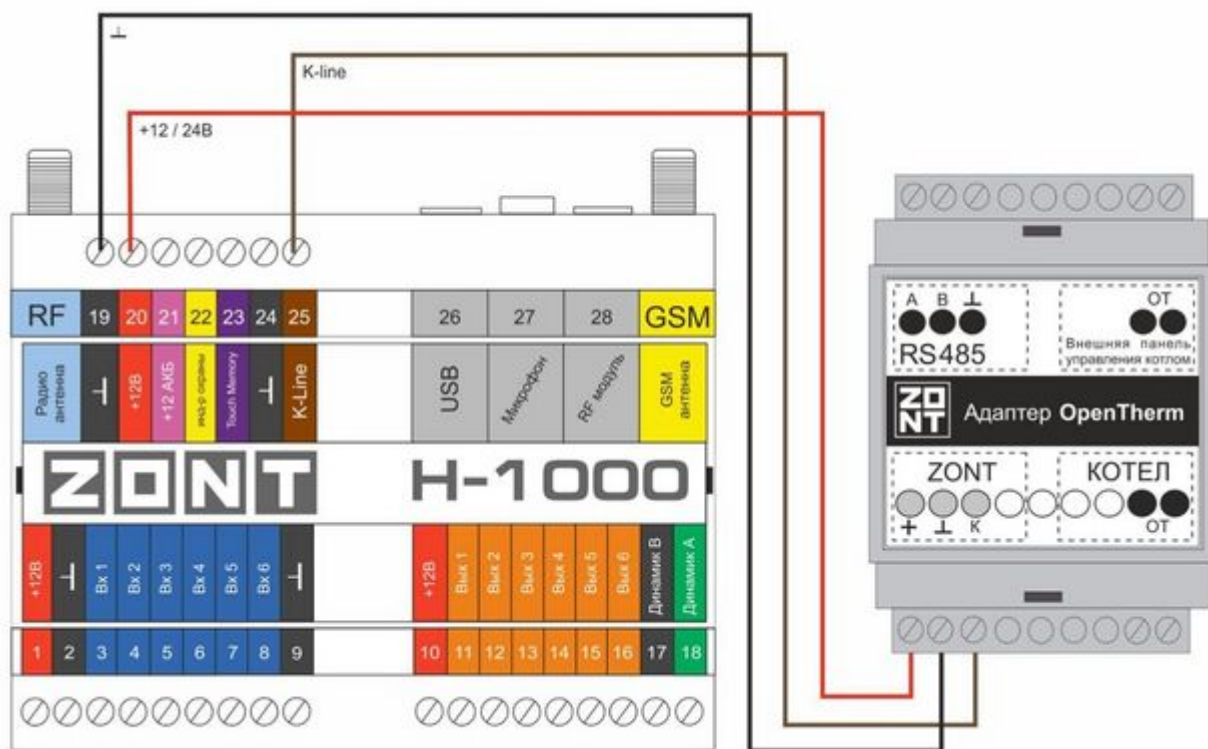 ⊥
K-line
+12 / 24В
RF 19 20 21 22 23 24 25 26 27 28 GSM
Радио антенна
⊥
+12В
+12 АКБ
инд-р охраны
Touch Memory
⊥
K-Line
USB
Микрофон
RF модуль
GSM антенна
ZONT H-1000
+12В
⊥
Вх 1
Вх 2
Вх 3
Вх 4
Вх 5
Вх 6
⊥
+12В
Вых 1
Вых 2
Вых 3
Вых 4
Вых 5
Вых 6
Динамик B
Динамик A
1 2 3 4 5 6 7 8 9 10 11 12 13 14 15 16 17 18
A B ⊥
RS485
OT
Внешняя панель
управления котлом
ZONT
Адаптер OpenTherm
ZONT
КОТЕЛ
+ ⊥ К
OT